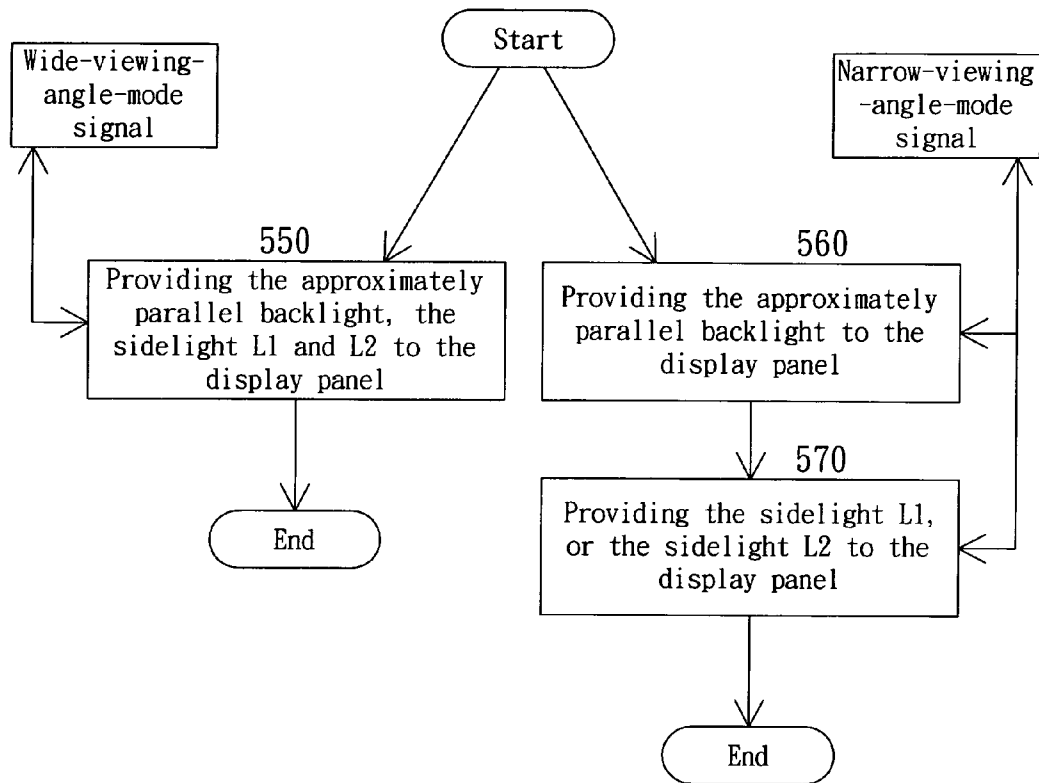 Start
Wide-viewing-
angle-mode
signal
Narrow-viewing
-angle-mode
signal
550
Providing the approximately
parallel backlight, the
sidelight L1 and L2 to the
display panel
End
560
Providing the approximately
parallel backlight to the
display panel
570
Providing the sidelight L1,
or the sidelight L2 to the
display panel
End